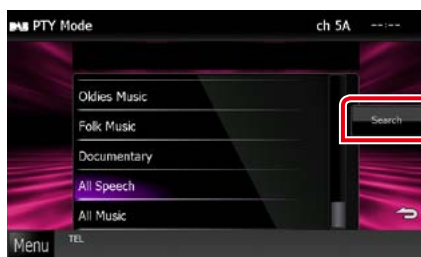 DAB PTY Mode ch 5A --:--
Oldies Music
Folk Music
Search
Documentary
All Speech
All Music
Menu TEL